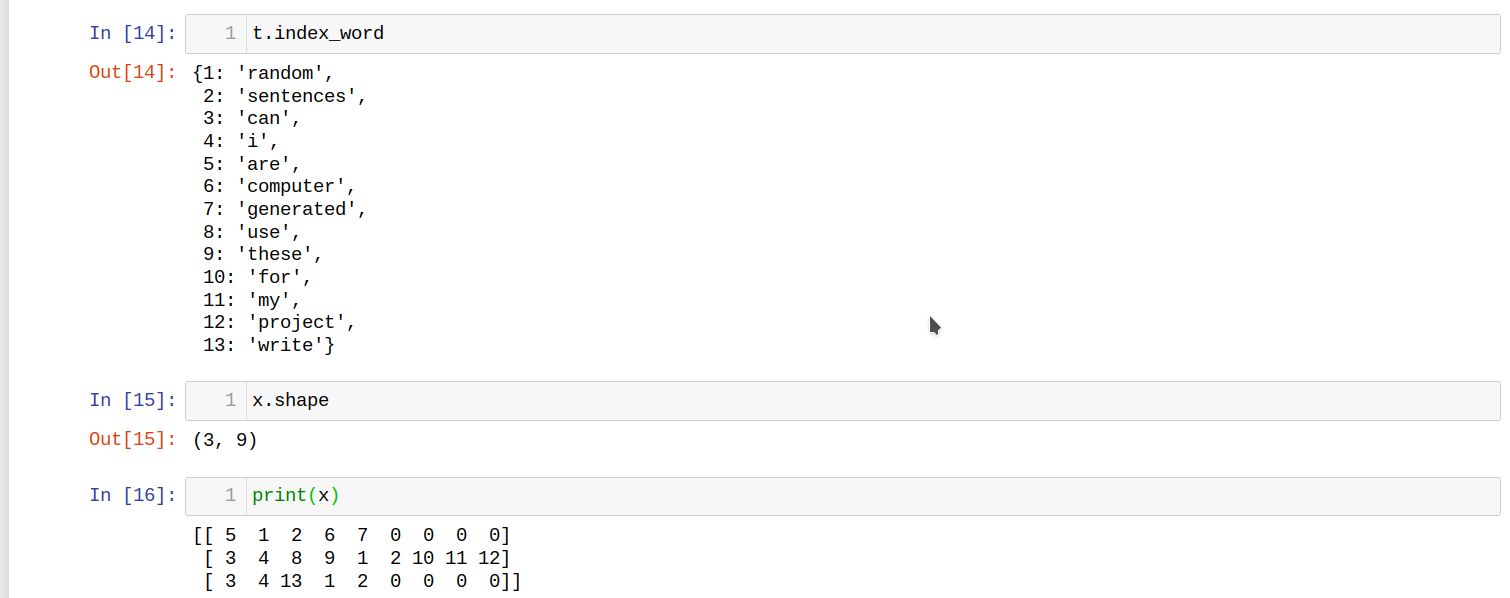 In [14]: 1 t.index_word
Out[14]: {1: 'random',
2: 'sentences',
3: 'can',
4: 'i',
5: 'are',
6: 'computer',
7: 'generated',
8: 'use',
9: 'these',
10: 'for',
11: 'my',
12: 'project',
13: 'write'}
In [15]: 1 x.shape
Out[15]: (3, 9)
In [16]: 1 print(x)
[[ 5 1 2 6 7 0 0 0 0]
[ 3 4 8 9 1 2 10 11 12]
[ 3 4 13 1 2 0 0 0 0]]